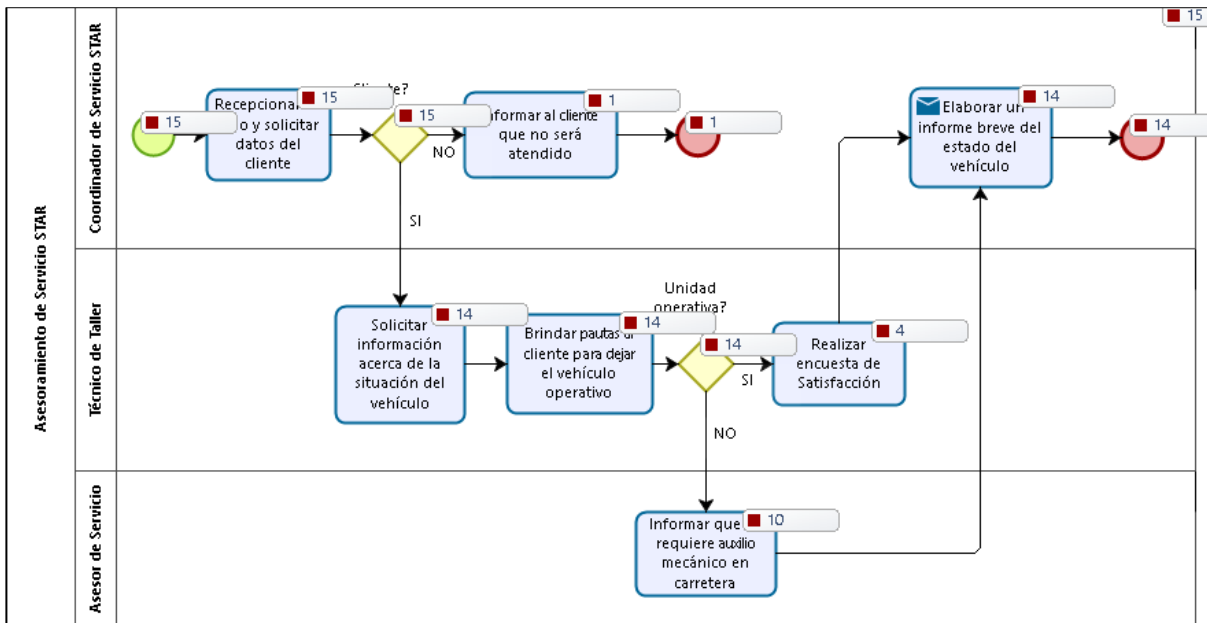 Asesoramiento de Servicio STAR
Coordinador de Servicio STAR
15
15
Recepciona
15
o y solicitar
datos del
cliente
15
NO
SI
1
nformar al cliente
que no será
atendido
1
14
Elaborar un
informe breve del
estado del
vehículo
14
Técnico de Taller
14
Solicitar
información
acerca de la
situación del
vehículo
14
Brindar pautas
cliente para dejar
el vehículo
operativo
Unidad
operativa?
14
SI
NO
4
Realizar
encuesta de
Satisfacción
Asesor de Servicio
10
Informar que
requiere auxilio
mecánico en
carretera